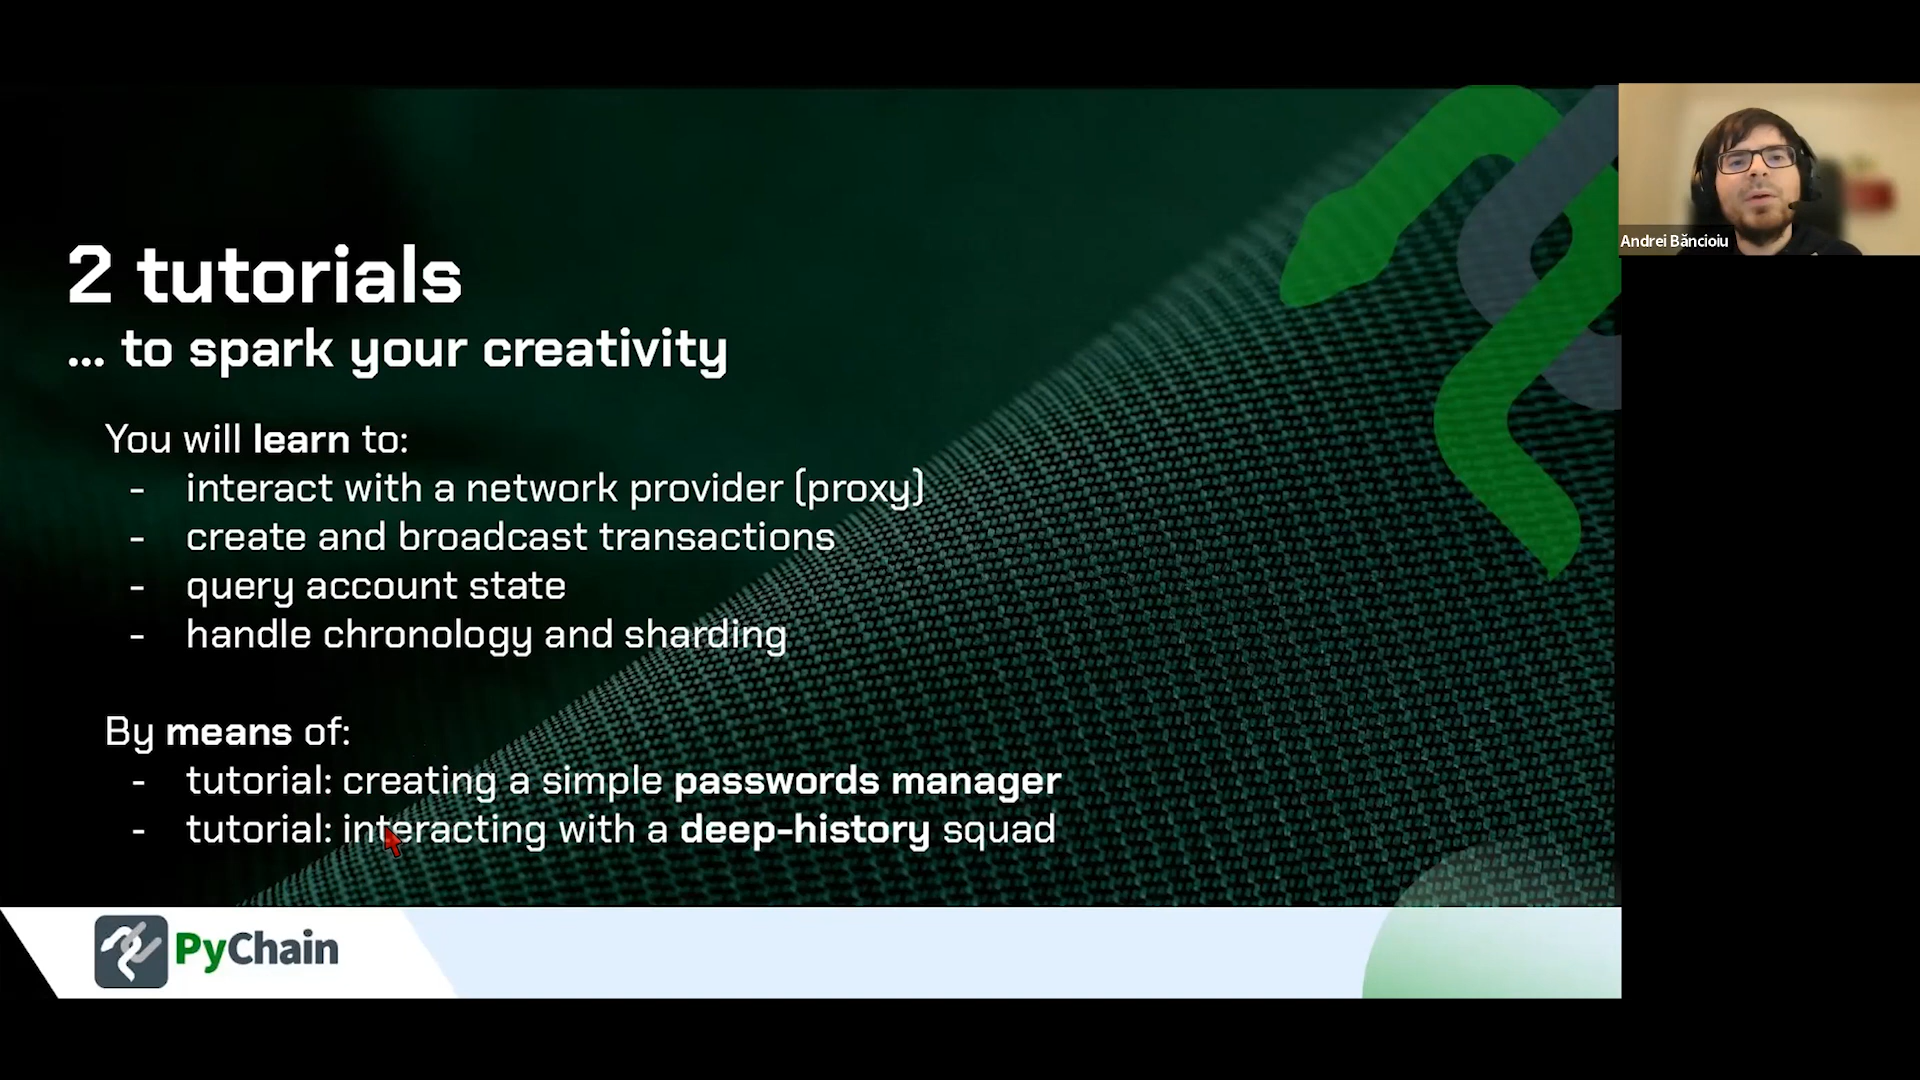 2 tutorials
... to spark your creativity
You will learn to:
- interact with a network provider (proxy)
- create and broadcast transactions
- query account state
- handle chronology and sharding
By means of:
- tutorial: creating a simple passwords manager
- tutorial: interacting with a deep-history squad
PyChain
Andrei Băncioiu